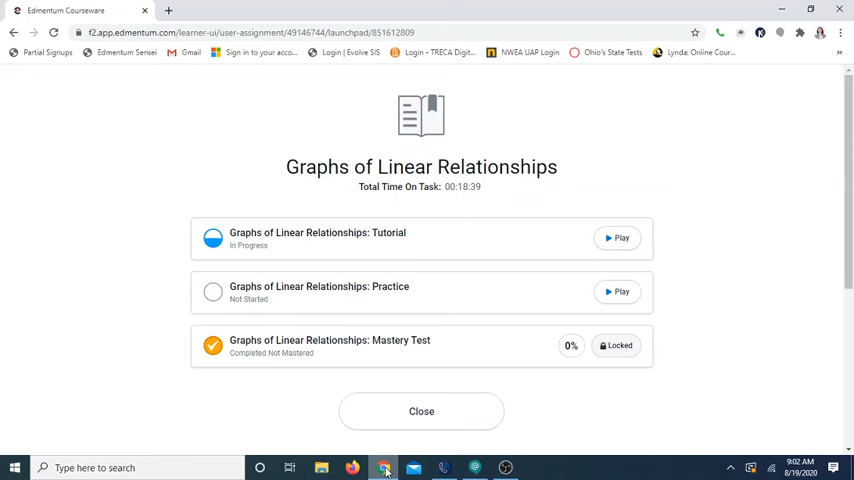 Edmentum Courseware
f2.app.edmentum.com/learner-ui/user-assignment/49146744/launchpad/851612809
Partial Signups
Edmentum Sensei
Gmail
Sign in to your acco...
Login | Evolve SIS
Login - TRECA Digit...
NWEA UAP Login
Ohio's State Tests
Lynda: Online Cour...
»
Graphs of Linear Relationships
Total Time On Task: 00:18:39
Graphs of Linear Relationships: Tutorial
In Progress
Play
Graphs of Linear Relationships: Practice
Not Started
Play
Graphs of Linear Relationships: Mastery Test
Completed Not Mastered
0%
Locked
Close
Type here to search
9:02 AM
8/19/2020